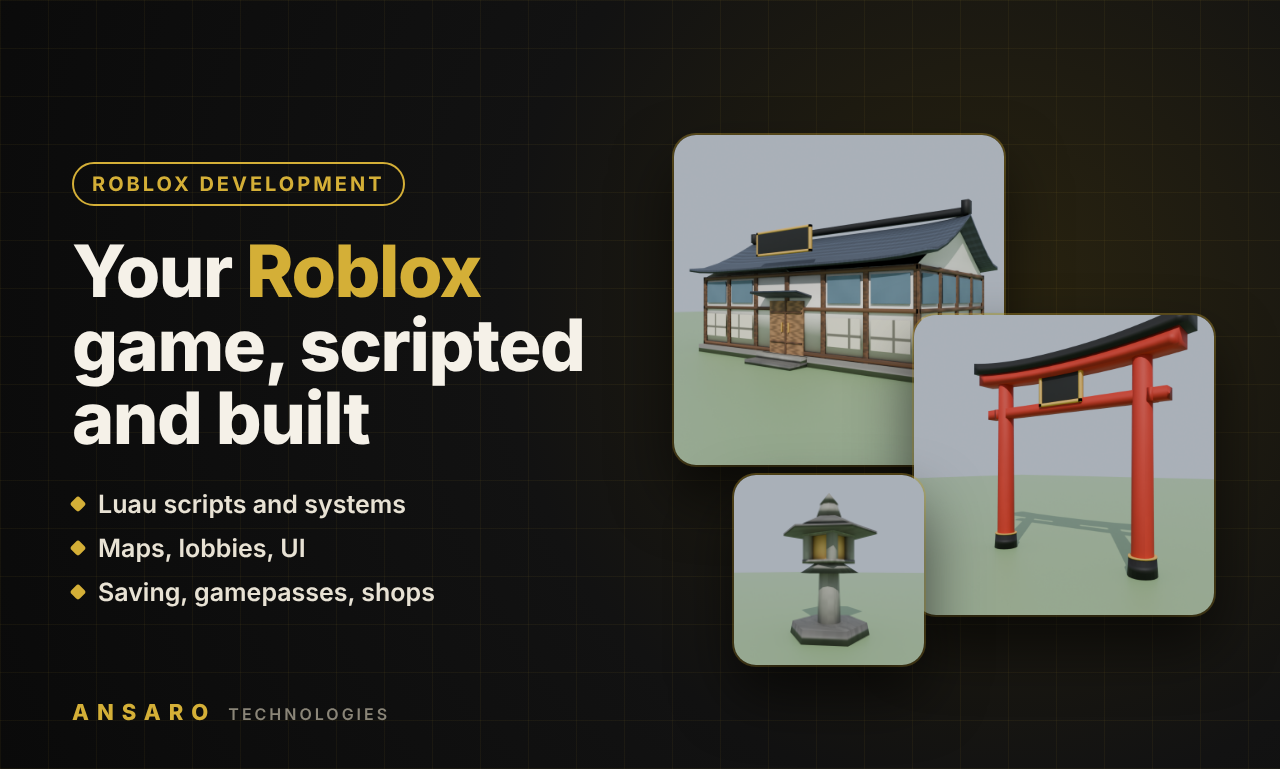 ROBLOX DEVELOPMENT
Your Roblox
game, scripted
and built
Luau scripts and systems
Maps, lobbies, UI
Saving, gamepasses, shops
ANSARO TECHNOLOGIES